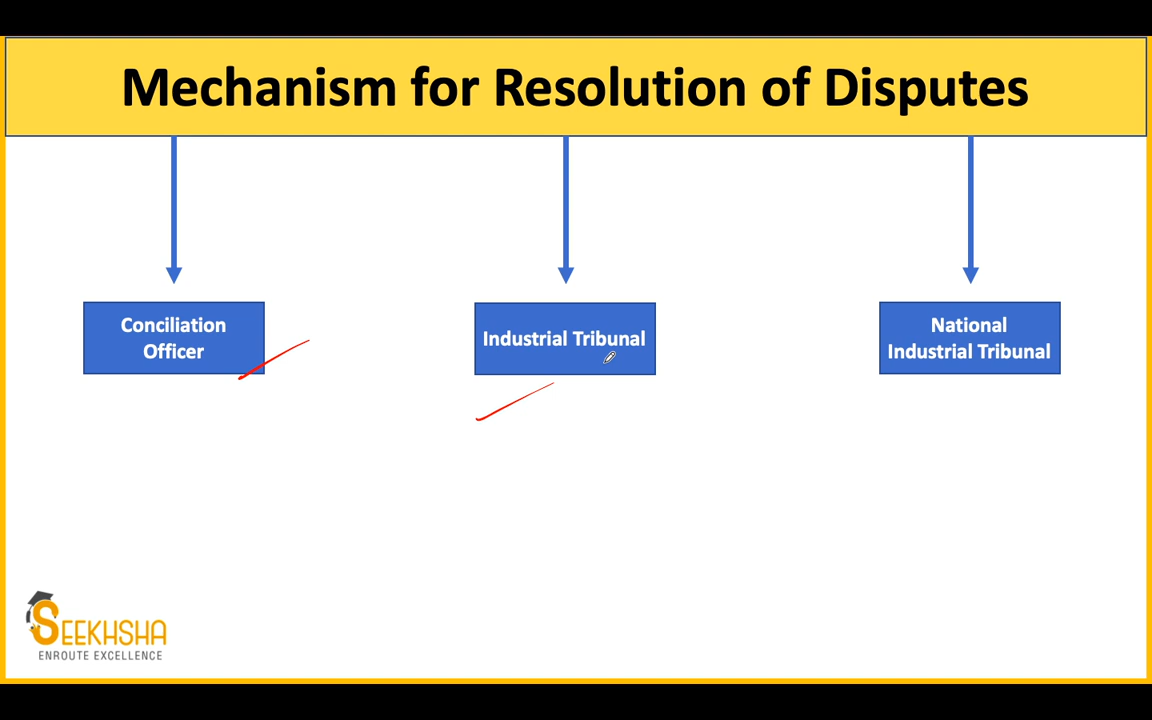 Mechanism for Resolution of Disputes
Conciliation
Officer
Industrial Tribunal
National
Industrial Tribunal
SEEKHSHA
ENROUTE EXCELLENCE